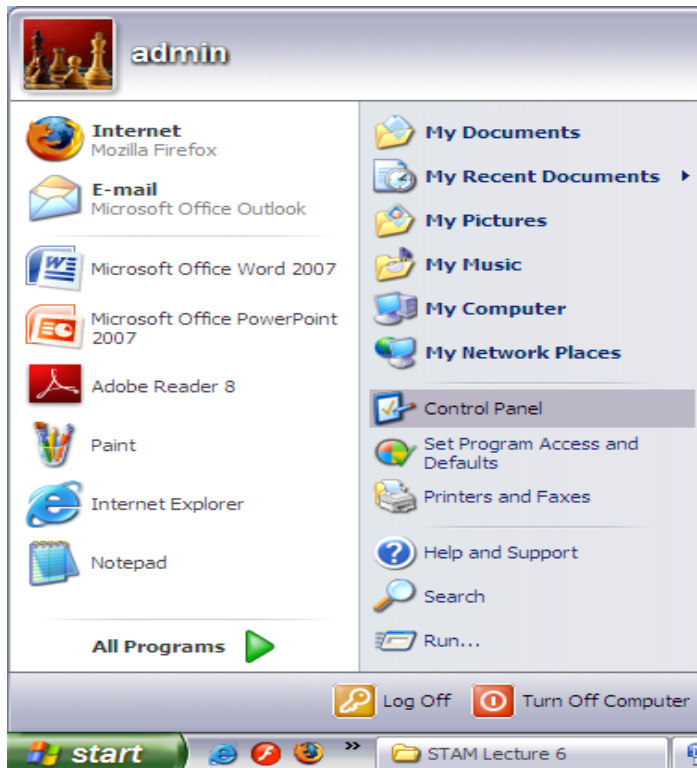 admin
Internet
Mozilla Firefox
E-mail
Microsoft Office Outlook
Microsoft Office Word 2007
Microsoft Office PowerPoint
2007
Adobe Reader 8
Paint
Internet Explorer
Notepad
All Programs
My Documents
My Recent Documents
My Pictures
My Music
My Computer
My Network Places
Control Panel
Set Program Access and
Defaults
Printers and Faxes
Help and Support
Search
Run...
Log Off
Turn Off Computer
start
»
STAM Lecture 6